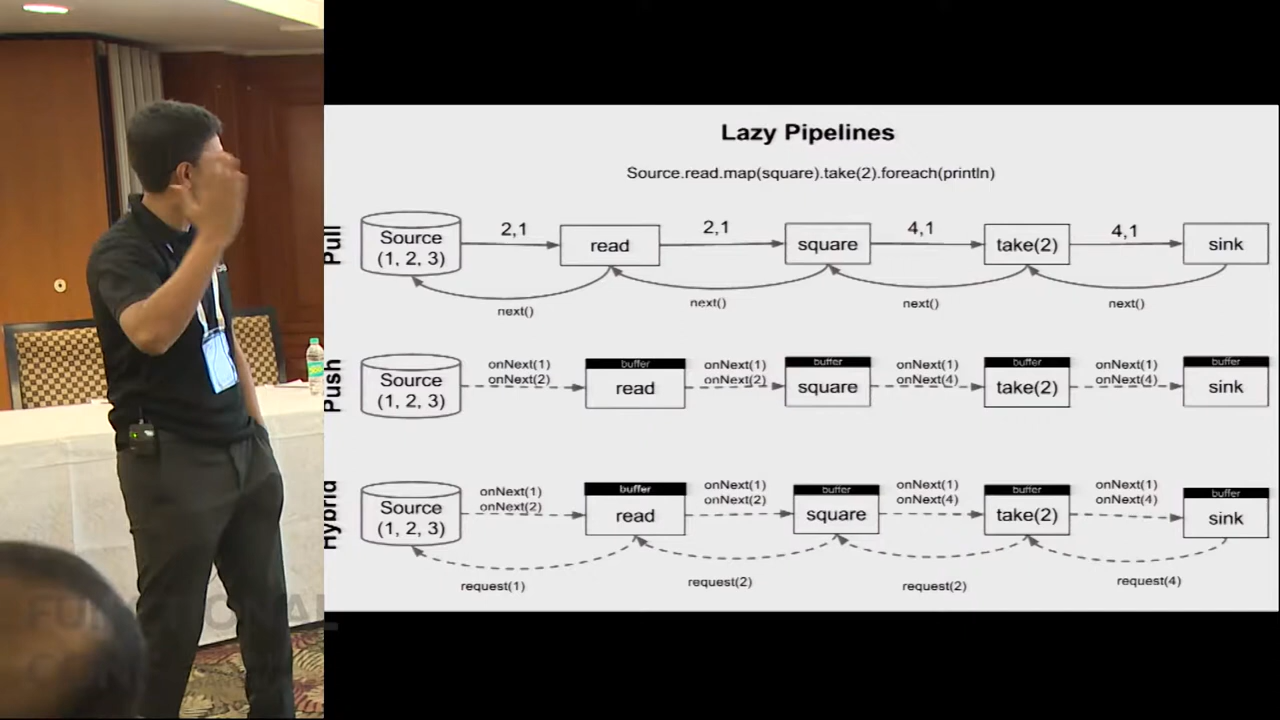 Lazy Pipelines
Source.read.map(square).take(2).foreach(println)
Pull
Source
(1, 2, 3)
2,1
read
2,1
square
4,1
take(2)
4,1
sink
next()
next()
next()
next()
Push
Source
(1, 2, 3)
onNext(1)
onNext(2)
buffer
read
onNext(1)
onNext(2)
buffer
square
onNext(1)
onNext(4)
buffer
take(2)
onNext(1)
onNext(4)
buffer
sink
Hybrid
Source
(1, 2, 3)
onNext(1)
onNext(2)
buffer
read
onNext(1)
onNext(2)
buffer
square
onNext(1)
onNext(4)
buffer
take(2)
onNext(1)
onNext(4)
buffer
sink
request(1)
request(2)
request(2)
request(4)
FUNCTIONAL